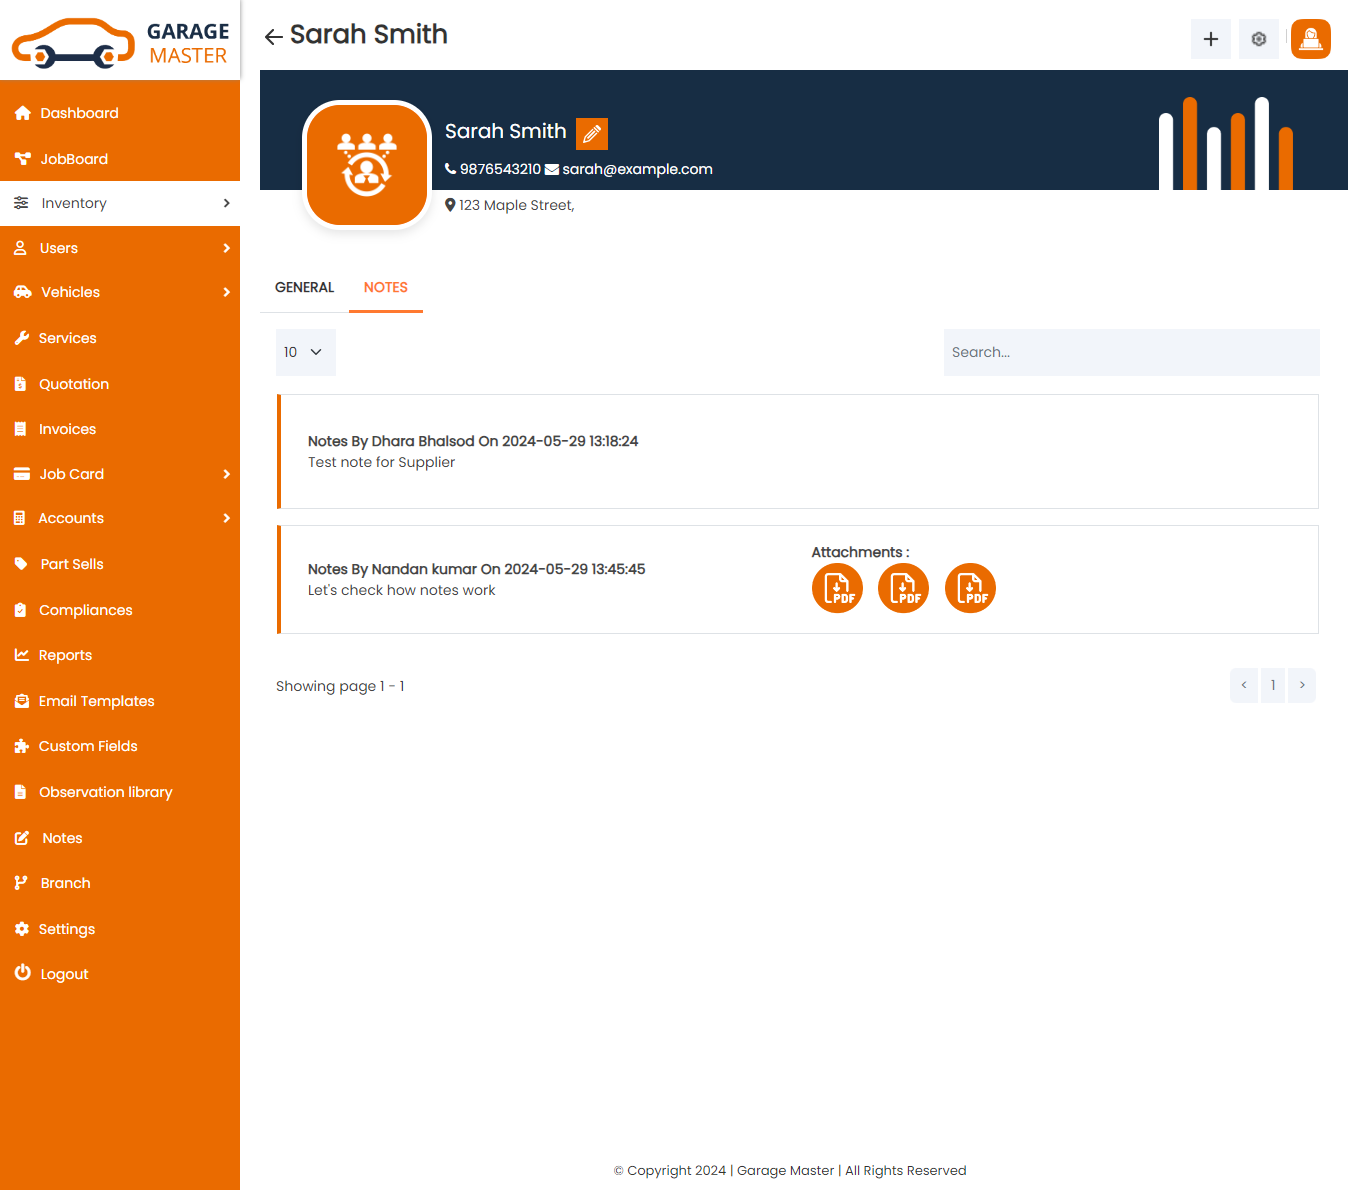 GARAGE
MASTER
Dashboard
JobBoard
Inventory
Users
Vehicles
Services
Quotation
Invoices
Job Card
Accounts
Part Sells
Compliances
Reports
Email Templates
Custom Fields
Observation library
Notes
Branch
Settings
Logout
Sarah Smith
Sarah Smith
9876543210 sarah@example.com
123 Maple Street,
GENERAL NOTES
10 Search...
Notes By Dhara Bhalsod On 2024-05-29 13:18:24
Test note for Supplier
Notes By Nandan kumar On 2024-05-29 13:45:45
Let's check how notes work
Attachments :
PDF PDF PDF
Showing page 1 - 1
< 1 >
© Copyright 2024 | Garage Master | All Rights Reserved